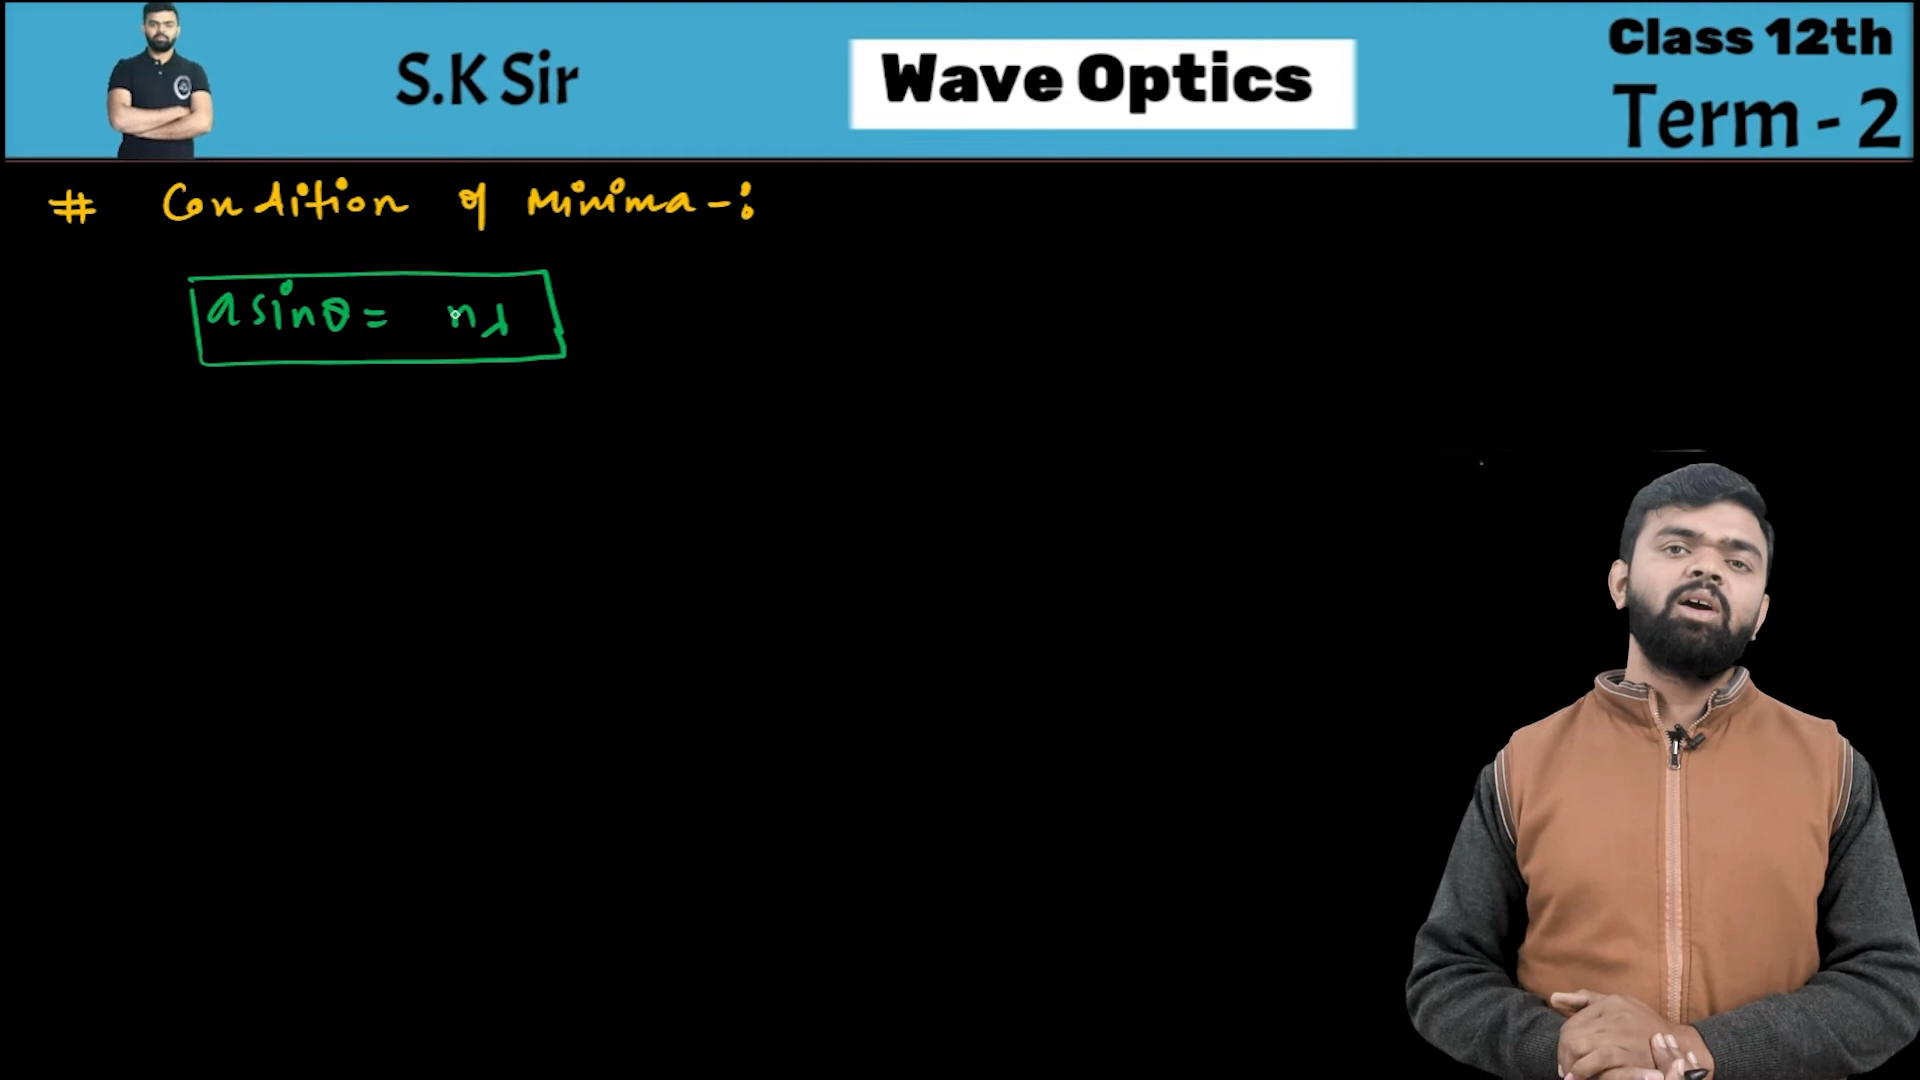 S.K Sir
Wave Optics
Class 12th
Term - 2
# Condition of Minima -:
a sinθ = nλ